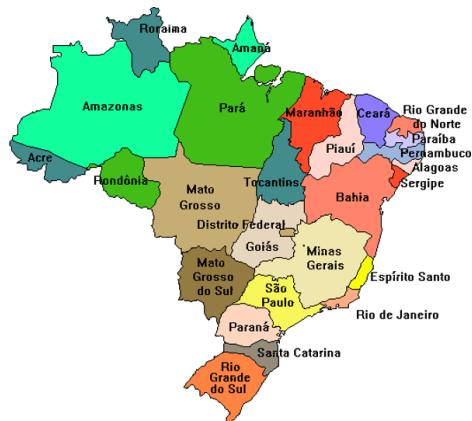 Roraima
Amapá
Amazonas
Pará
Maranhão
Ceará
Rio Grande
do Norte
Paraíba
Piauí
Pernambuco
Alagoas
Sergipe
Acre
Rondônia
Mato
Grosso
Tocantins
Bahia
Distrito Federal
Goiás
Minas
Gerais
Mato
Grosso
do Sul
Espírito Santo
São
Paulo
Rio de Janeiro
Paraná
Santa Catarina
Rio
Grande
do Sul